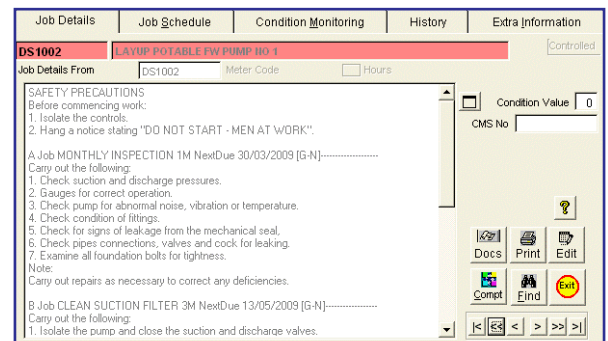 Job Details Job Schedule Condition Monitoring History Extra Information
DS1002 LAYUP POTABLE FW PUMP NO 1 Controlled
Job Details From DS1002 Meter Code Hours
SAFETY PRECAUTIONS
Before commencing work:
1. Isolate the controls.
2. Hang a notice stating "DO NOT START - MEN AT WORK".
A Job MONTHLY INSPECTION 1M NextDue 30/03/2009 [G-N]-------------------
Carry out the following:
1. Check suction and discharge pressures.
2. Gauges for correct operation.
3. Check pump for abnormal noise, vibration or temperature.
4. Check condition of fittings.
5. Check for signs of leakage from the mechanical seal,
6. Check pipes connections, valves and cock for leaking.
7. Examine all foundation bolts for tightness.
Note:
Carry out repairs as necessary to correct any deficiencies.
B Job CLEAN SUCTION FILTER 3M NextDue 13/05/2009 [G-N]-----------------
Carry out the following:
1. Isolate the pump and close the suction and discharge valves.
Condition Value 0
CMS No
?
Docs Print Edit
Compt Find Exit
|< << < > >> >|